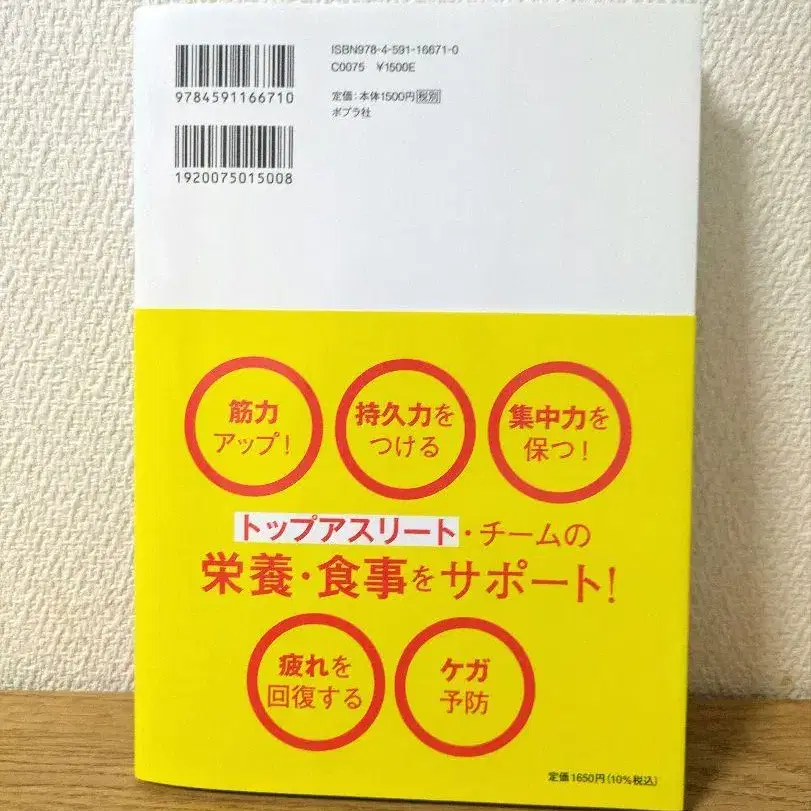 ISBN978-4-591-16671-0
C0075 ¥1500E
9784591166710
定価：本体1500円税別
ポプラ社
1920075015008
筋力
アップ！
持久力を
つける
集中力を
保つ！
トップアスリート・チームの
栄養・食事をサポート！
疲れを
回復する
ケガ
予防
定価1650円（10％税込）